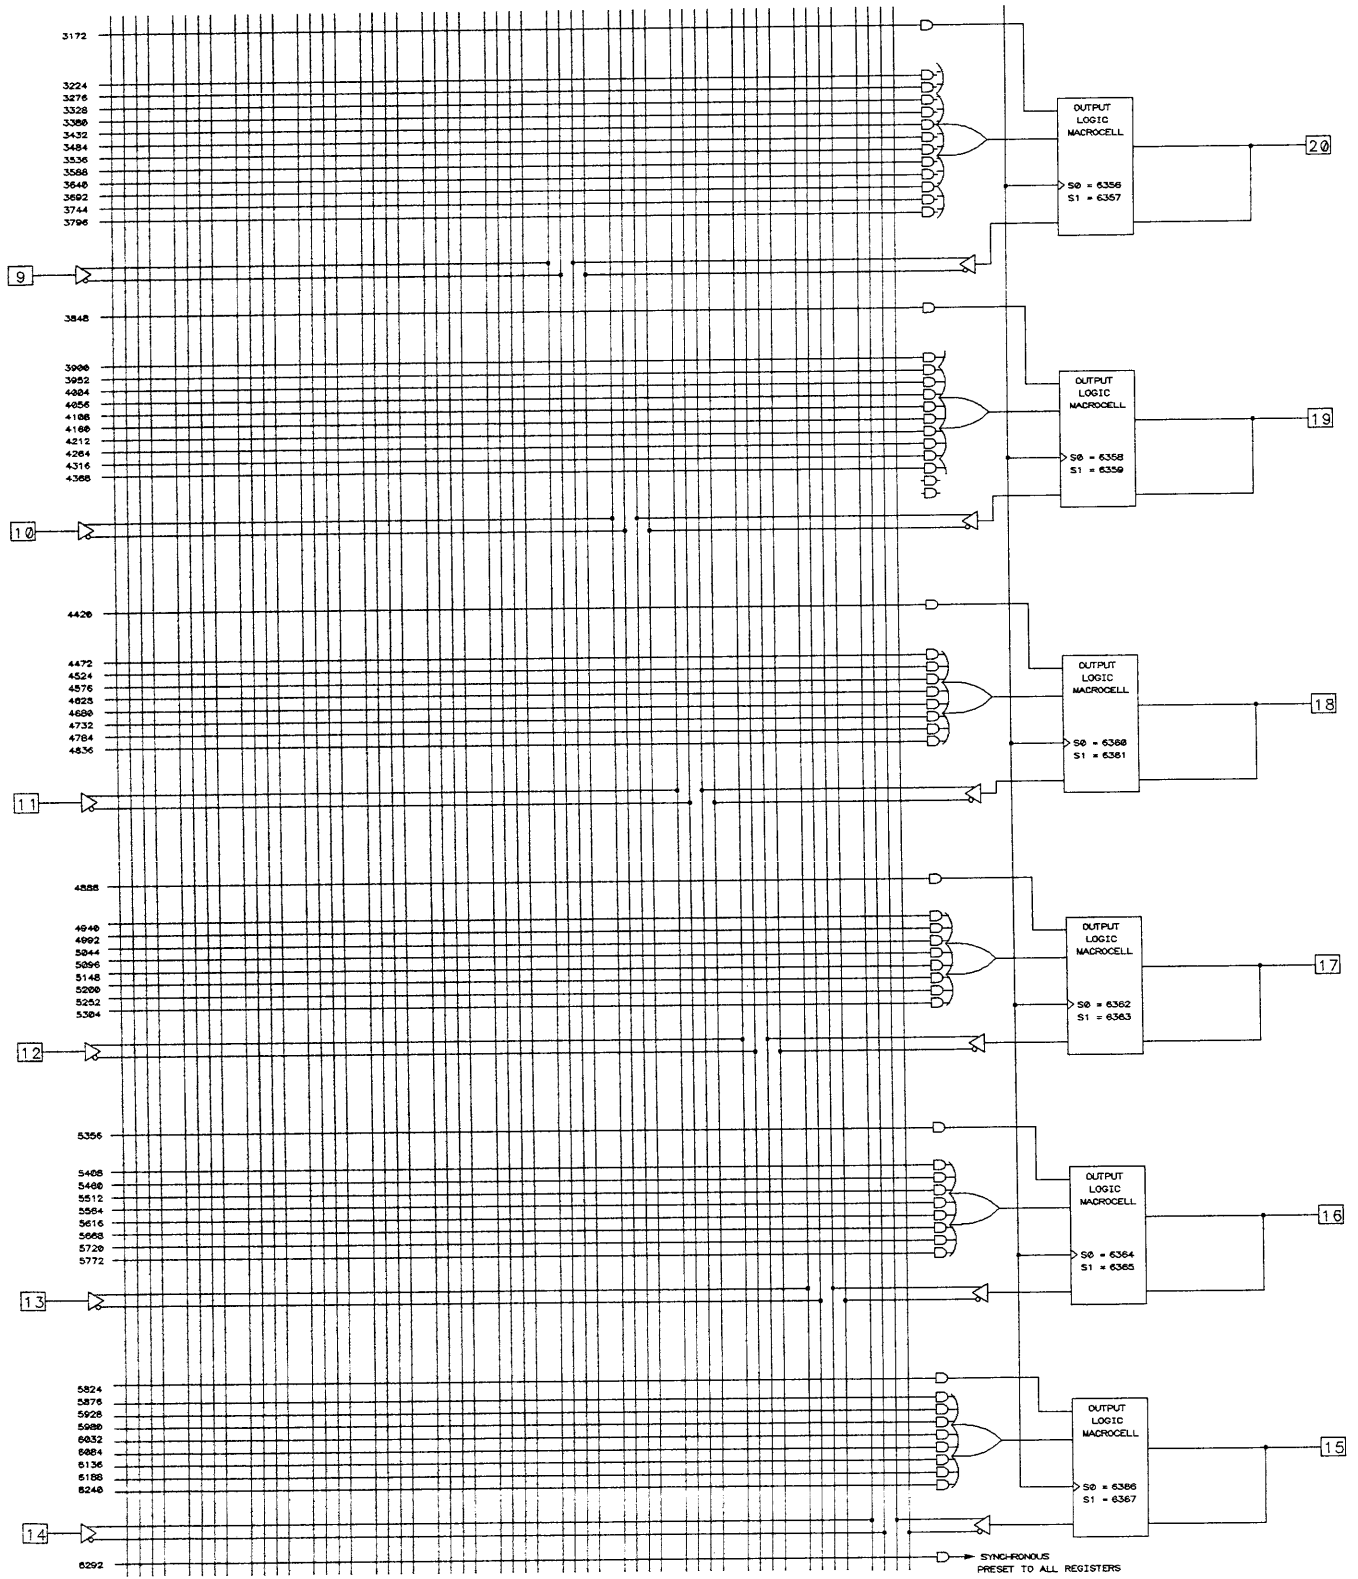 3172
3224
3276
3328
3380
3432
3484
3536
3588
3640
3692
3744
3796
OUTPUT
LOGIC
MACROCELL
S0 = 6356
S1 = 6357
20
9
3848
3900
3952
4004
4056
4108
4160
4212
4264
4316
4368
OUTPUT
LOGIC
MACROCELL
S0 = 6358
S1 = 6359
19
10
4420
4472
4524
4576
4628
4680
4732
4784
4836
OUTPUT
LOGIC
MACROCELL
S0 = 6360
S1 = 6361
18
11
4888
4940
4992
5044
5096
5148
5200
5252
5304
OUTPUT
LOGIC
MACROCELL
S0 = 6362
S1 = 6363
17
12
5356
5408
5460
5512
5564
5616
5668
5720
5772
OUTPUT
LOGIC
MACROCELL
S0 = 6364
S1 = 6365
16
13
5824
5876
5928
5980
6032
6084
6136
6188
6240
OUTPUT
LOGIC
MACROCELL
S0 = 6366
S1 = 6367
15
14
6292
SYNCHRONOUS
PRESET TO ALL REGISTERS